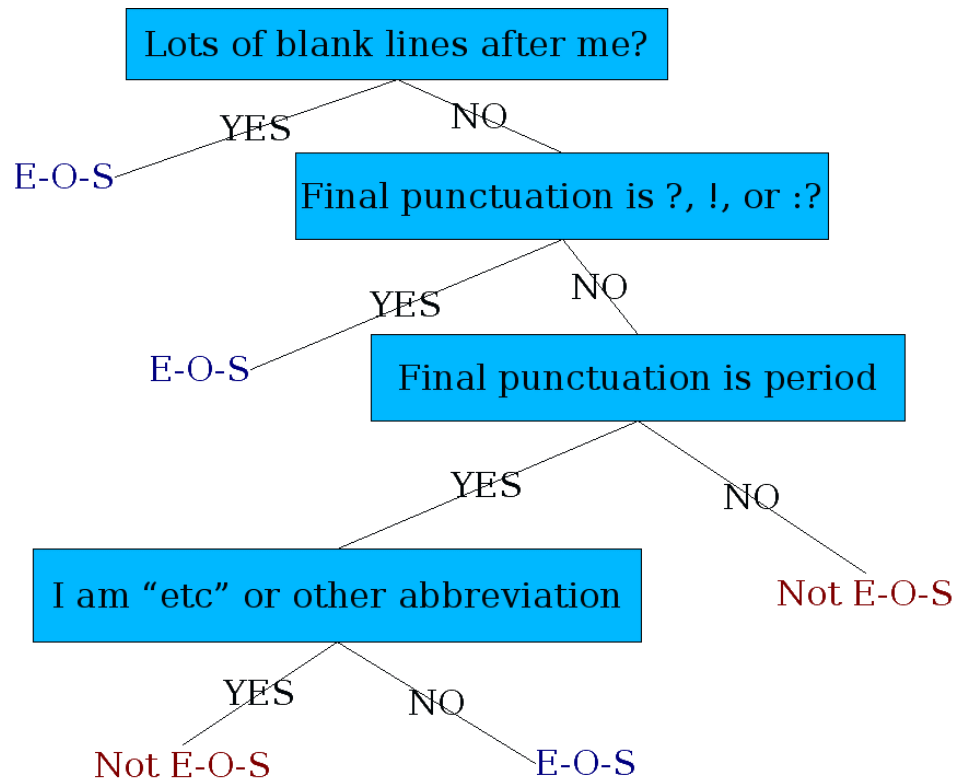 Lots of blank lines after me?
YES
NO
E-O-S
Final punctuation is ?, !, or :?
YES
NO
E-O-S
Final punctuation is period
YES
NO
I am “etc” or other abbreviation
Not E-O-S
YES
NO
Not E-O-S
E-O-S